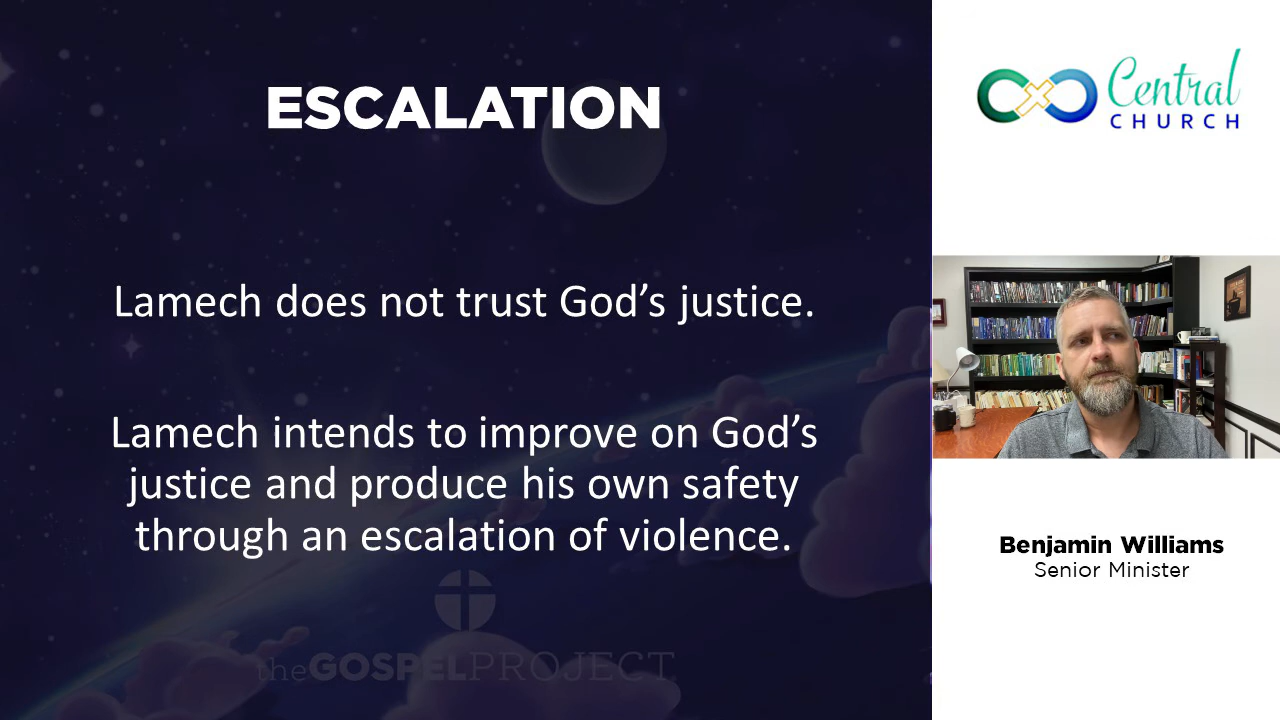 ESCALATION
Lamech does not trust God’s justice.
Lamech intends to improve on God’s
justice and produce his own safety
through an escalation of violence.
theGOSPELPROJECT
Central
CHURCH
Benjamin Williams
Senior Minister